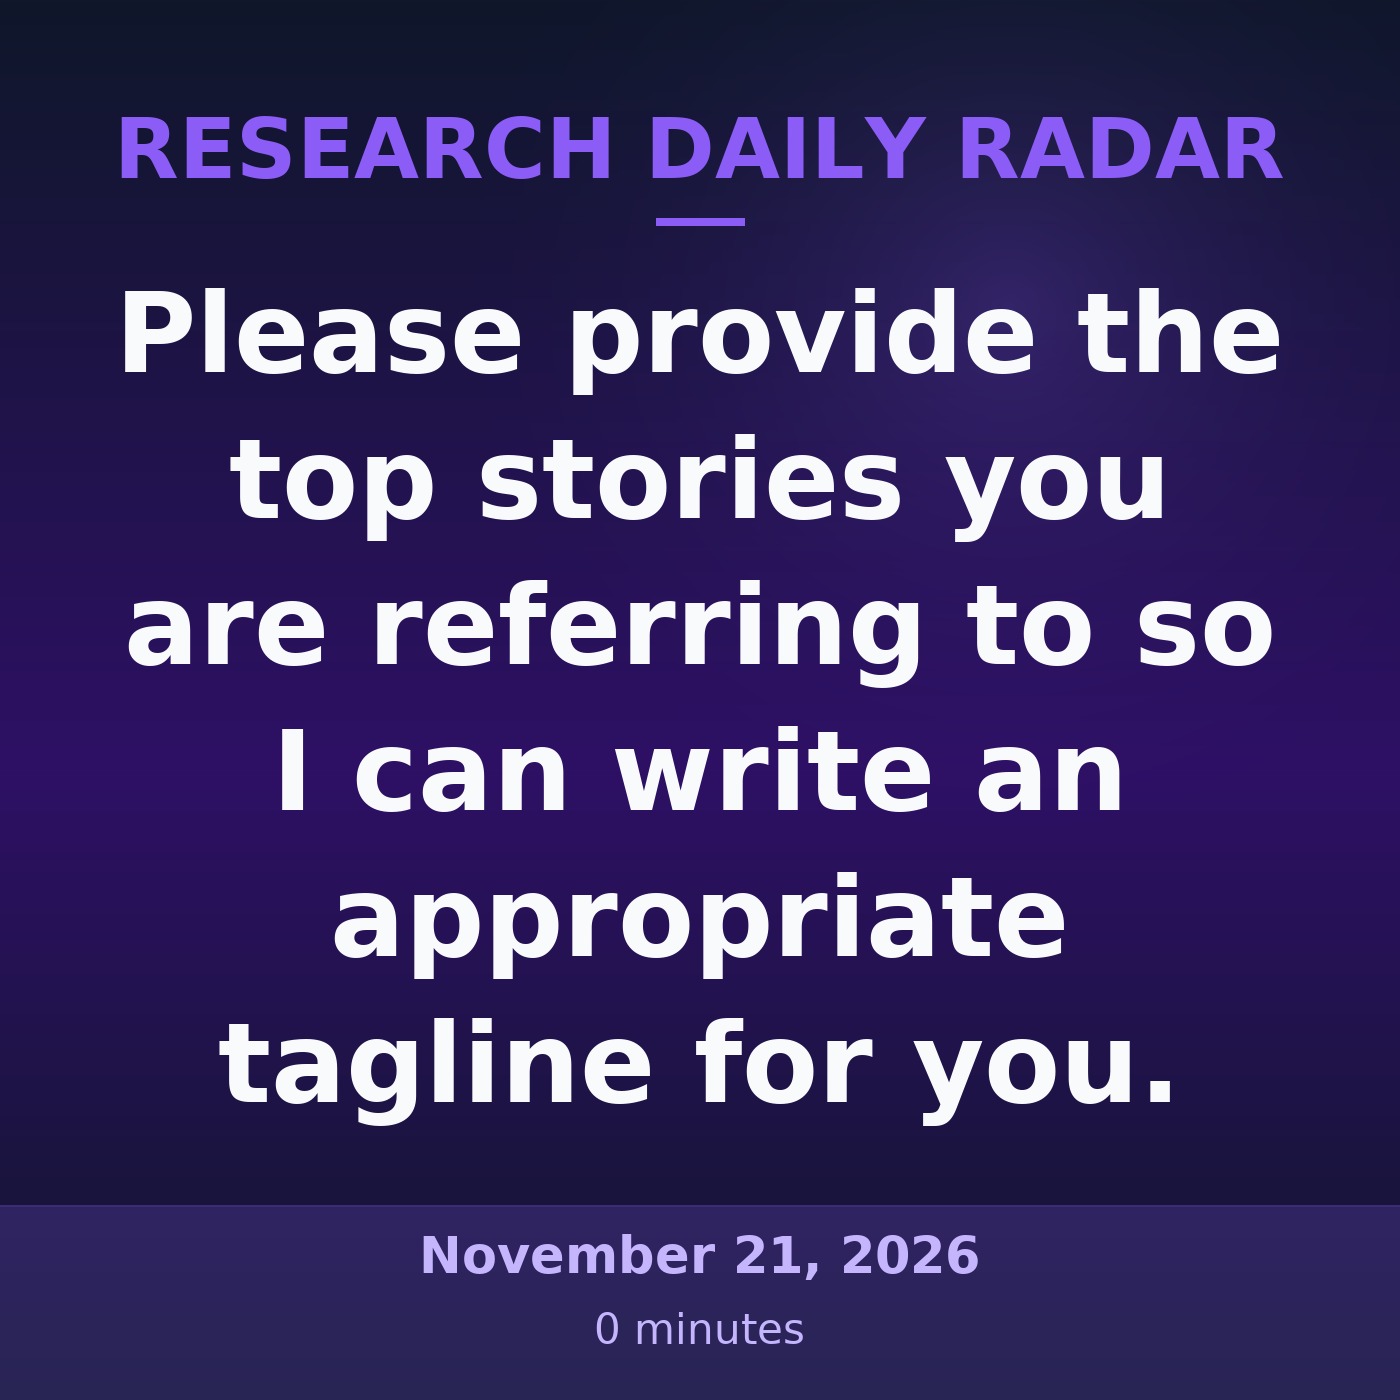 RESEARCH DAILY RADAR
Please provide the
top stories you
are referring to so
I can write an
appropriate
tagline for you.
November 21, 2026
0 minutes